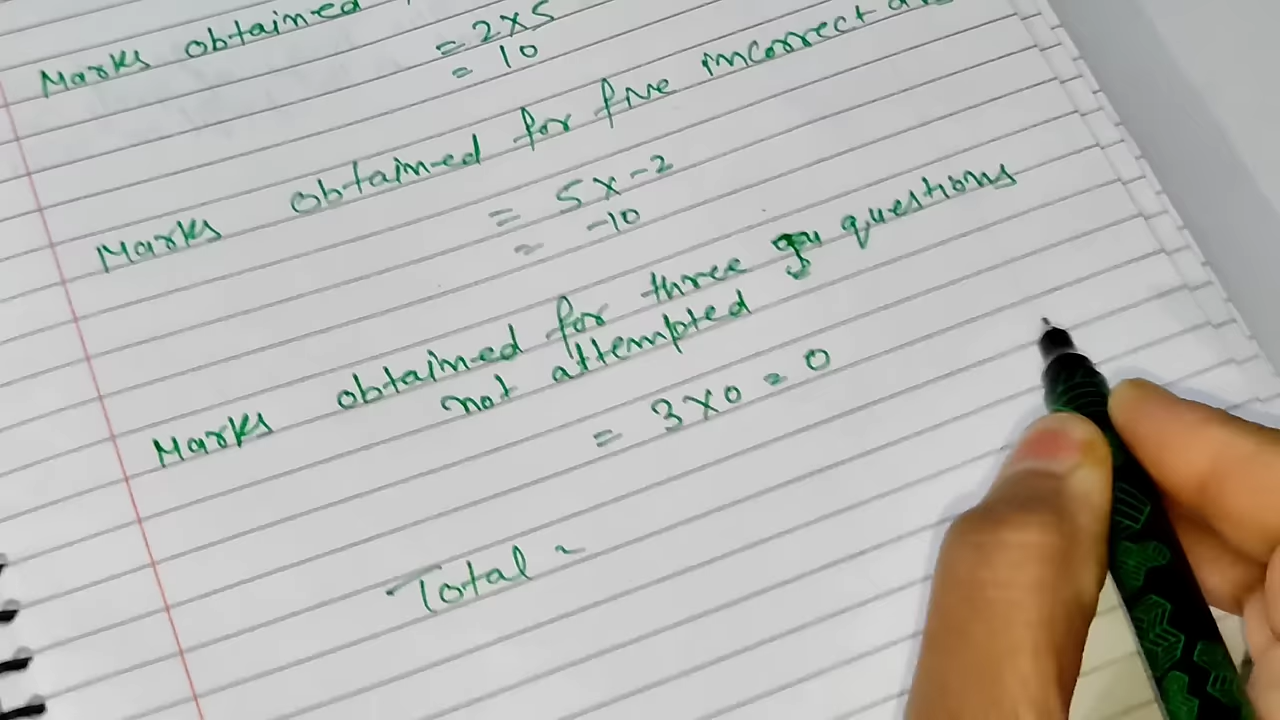 Marks obtained
= 2×5
= 10
Marks obtained for five incorrect
= 5×-2
= -10
Marks obtained for three qu questions
not attempted
= 3×0 = 0
Total =